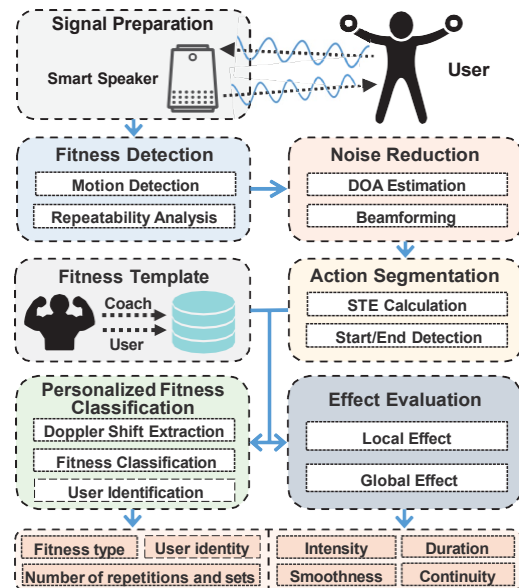 Signal Preparation
Smart Speaker
User
Fitness Detection
Motion Detection
Repeatability Analysis
Noise Reduction
DOA Estimation
Beamforming
Fitness Template
Coach
User
Action Segmentation
STE Calculation
Start/End Detection
Personalized Fitness
Classification
Doppler Shift Extraction
Fitness Classification
User Identification
Effect Evaluation
Local Effect
Global Effect
Fitness type
User identity
Number of repetitions and sets
Intensity
Duration
Smoothness
Continuity